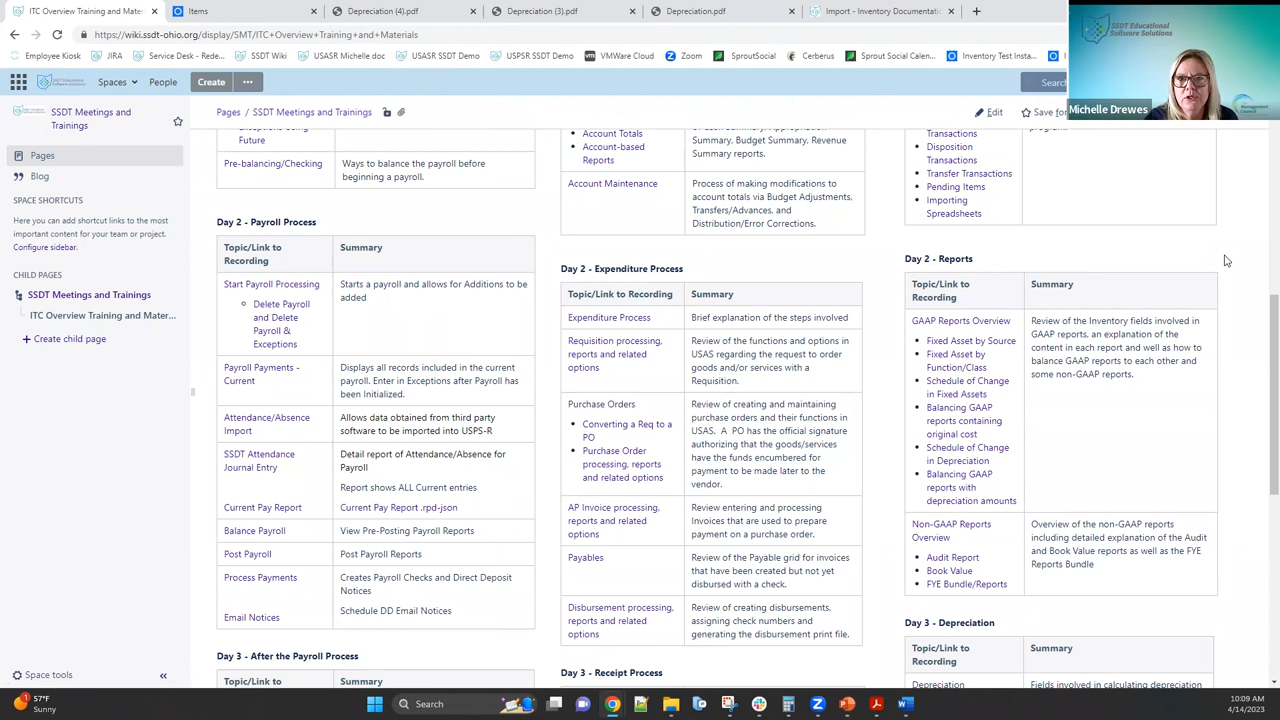 ITC Overview Training and Mater
Items
Depreciation (4).pdf
Depreciation (3).pdf
Depreciation.pdf
Import - Inventory Documentatio
https://wiki.ssdt-ohio.org/display/SMT/ITC+Overview+Training+and+Materials
Employee Kiosk
JIRA
Service Desk - Rede...
SSDT Wiki
USASR Michelle doc
USASR SSDT Demo
USPSR SSDT Demo
VMWare Cloud
Zoom
SproutSocial
Cerberus
Sprout Social Calen...
Inventory Test Insta...
SSDT Educational
Software Solutions
Management
Council
Michelle Drewes
Spaces
People
Create
Search
SSDT Meetings and
Trainings
Pages
Blog
SPACE SHORTCUTS
Here you can add shortcut links to the most
important content for your team or project.
Configure sidebar.
CHILD PAGES
SSDT Meetings and Trainings
ITC Overview Training and Mater...
+ Create child page
Space tools
Pages / SSDT Meetings and Trainings
Edit
Save for
Future
Pre-balancing/Checking
Ways to balance the payroll before
beginning a payroll.
Day 2 - Payroll Process
Topic/Link to
Recording
Summary
Start Payroll Processing
Delete Payroll
and Delete
Payroll &
Exceptions
Starts a payroll and allows for Additions to be
added
Payroll Payments -
Current
Displays all records included in the current
payroll. Enter in Exceptions after Payroll has
been Initialized.
Attendance/Absence
Import
Allows data obtained from third party
software to be imported into USPS-R
SSDT Attendance
Journal Entry
Detail report of Attendance/Absence for
Payroll
Report shows ALL Current entries
Current Pay Report
Current Pay Report .rpd-json
Balance Payroll
View Pre-Posting Payroll Reports
Post Payroll
Post Payroll Reports
Process Payments
Creates Payroll Checks and Direct Deposit
Notices
Email Notices
Schedule DD Email Notices
Day 3 - After the Payroll Process
Topic/Link to
Summary
Account Totals
Account-based
Reports
Summary, Budget Summary, Revenue
Summary reports.
Account Maintenance
Process of making modifications to
account totals via Budget Adjustments,
Transfers/Advances, and
Distribution/Error Corrections.
Day 2 - Expenditure Process
Topic/Link to Recording
Summary
Expenditure Process
Brief explanation of the steps involved
Requisition processing,
reports and related
options
Review of the functions and options in
USAS regarding the request to order
goods and/or services with a
Requisition.
Purchase Orders
Converting a Req to a
PO
Purchase Order
processing, reports
and related options
Review of creating and maintaining
purchase orders and their functions in
USAS. A PO has the official signature
authorizing that the goods/services
have the funds encumbered for
payment to be made later to the
vendor.
AP Invoice processing,
reports and related
options
Review entering and processing
Invoices that are used to prepare
payment on a purchase order.
Payables
Review of the Payable grid for invoices
that have been created but not yet
disbursed with a check.
Disbursement processing,
reports and related
options
Review of creating disbursements,
assigning check numbers and
generating the disbursement print file.
Day 3 - Receipt Process
Transactions
Disposition
Transactions
Transfer Transactions
Pending Items
Importing
Spreadsheets
Day 2 - Reports
Topic/Link to
Recording
Summary
GAAP Reports Overview
Fixed Asset by Source
Fixed Asset by
Function/Class
Schedule of Change
in Fixed Assets
Balancing GAAP
reports containing
original cost
Schedule of Change
in Depreciation
Balancing GAAP
reports with
depreciation amounts
Review of the Inventory fields involved in
GAAP reports, an explanation of the
content in each report and well as how to
balance GAAP reports to each other and
some non-GAAP reports.
Non-GAAP Reports
Overview
Audit Report
Book Value
FYE Bundle/Reports
Overview of the non-GAAP reports
including detailed explanation of the Audit
and Book Value reports as well as the FYE
Reports Bundle
Day 3 - Depreciation
Topic/Link to
Recording
Summary
Depreciation
Fields involved in calculating depreciation
57°F
Sunny
Search
10:09 AM
4/14/2023